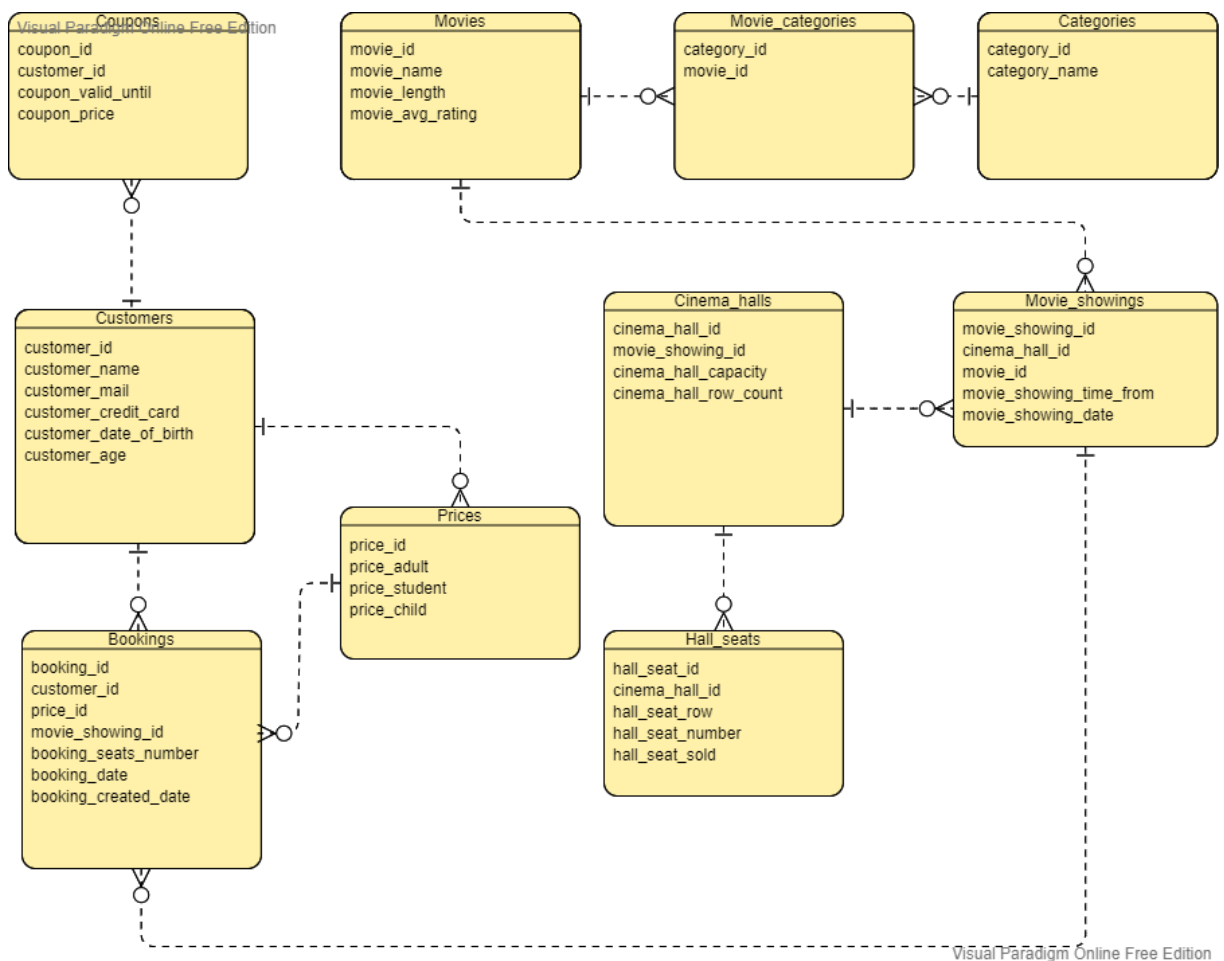 Coupons
Visual Paradigm Online Free Edition
coupon_id
customer_id
coupon_valid_until
coupon_price
Movies
movie_id
movie_name
movie_length
movie_avg_rating
Movie_categories
category_id
movie_id
Categories
category_id
category_name
Customers
customer_id
customer_name
customer_mail
customer_credit_card
customer_date_of_birth
customer_age
Cinema_halls
cinema_hall_id
movie_showing_id
cinema_hall_capacity
cinema_hall_row_count
Movie_showings
movie_showing_id
cinema_hall_id
movie_id
movie_showing_time_from
movie_showing_date
Prices
price_id
price_adult
price_student
price_child
Bookings
booking_id
customer_id
price_id
movie_showing_id
booking_seats_number
booking_date
booking_created_date
Hall_seats
hall_seat_id
cinema_hall_id
hall_seat_row
hall_seat_number
hall_seat_sold
Visual Paradigm Online Free Edition